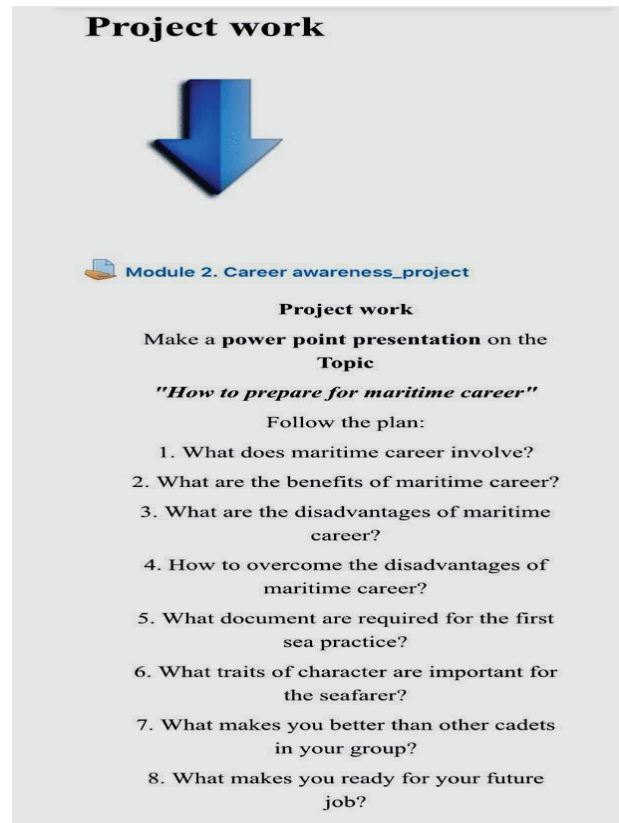 Project work
Module 2. Career awareness_project
Project work
Make a power point presentation on the
Topic
"How to prepare for maritime career"
Follow the plan:
1. What does maritime career involve?
2. What are the benefits of maritime career?
3. What are the disadvantages of maritime
career?
4. How to overcome the disadvantages of
maritime career?
5. What document are required for the first
sea practice?
6. What traits of character are important for
the seafarer?
7. What makes you better than other cadets
in your group?
8. What makes you ready for your future
job?